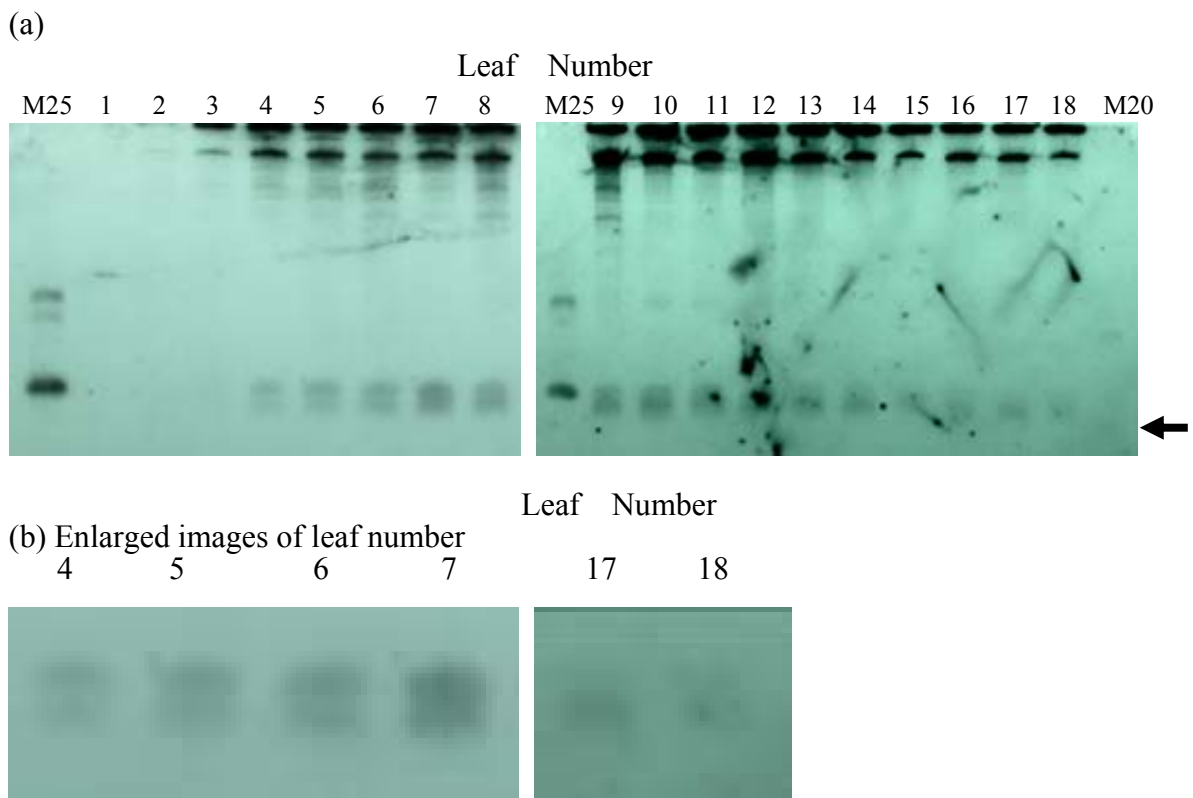 (a)
Leaf Number
M25 1 2 3 4 5 6 7 8 M25 9 10 11 12 13 14 15 16 17 18 M20
Leaf Number
(b) Enlarged images of leaf number
4 5 6 7 17 18